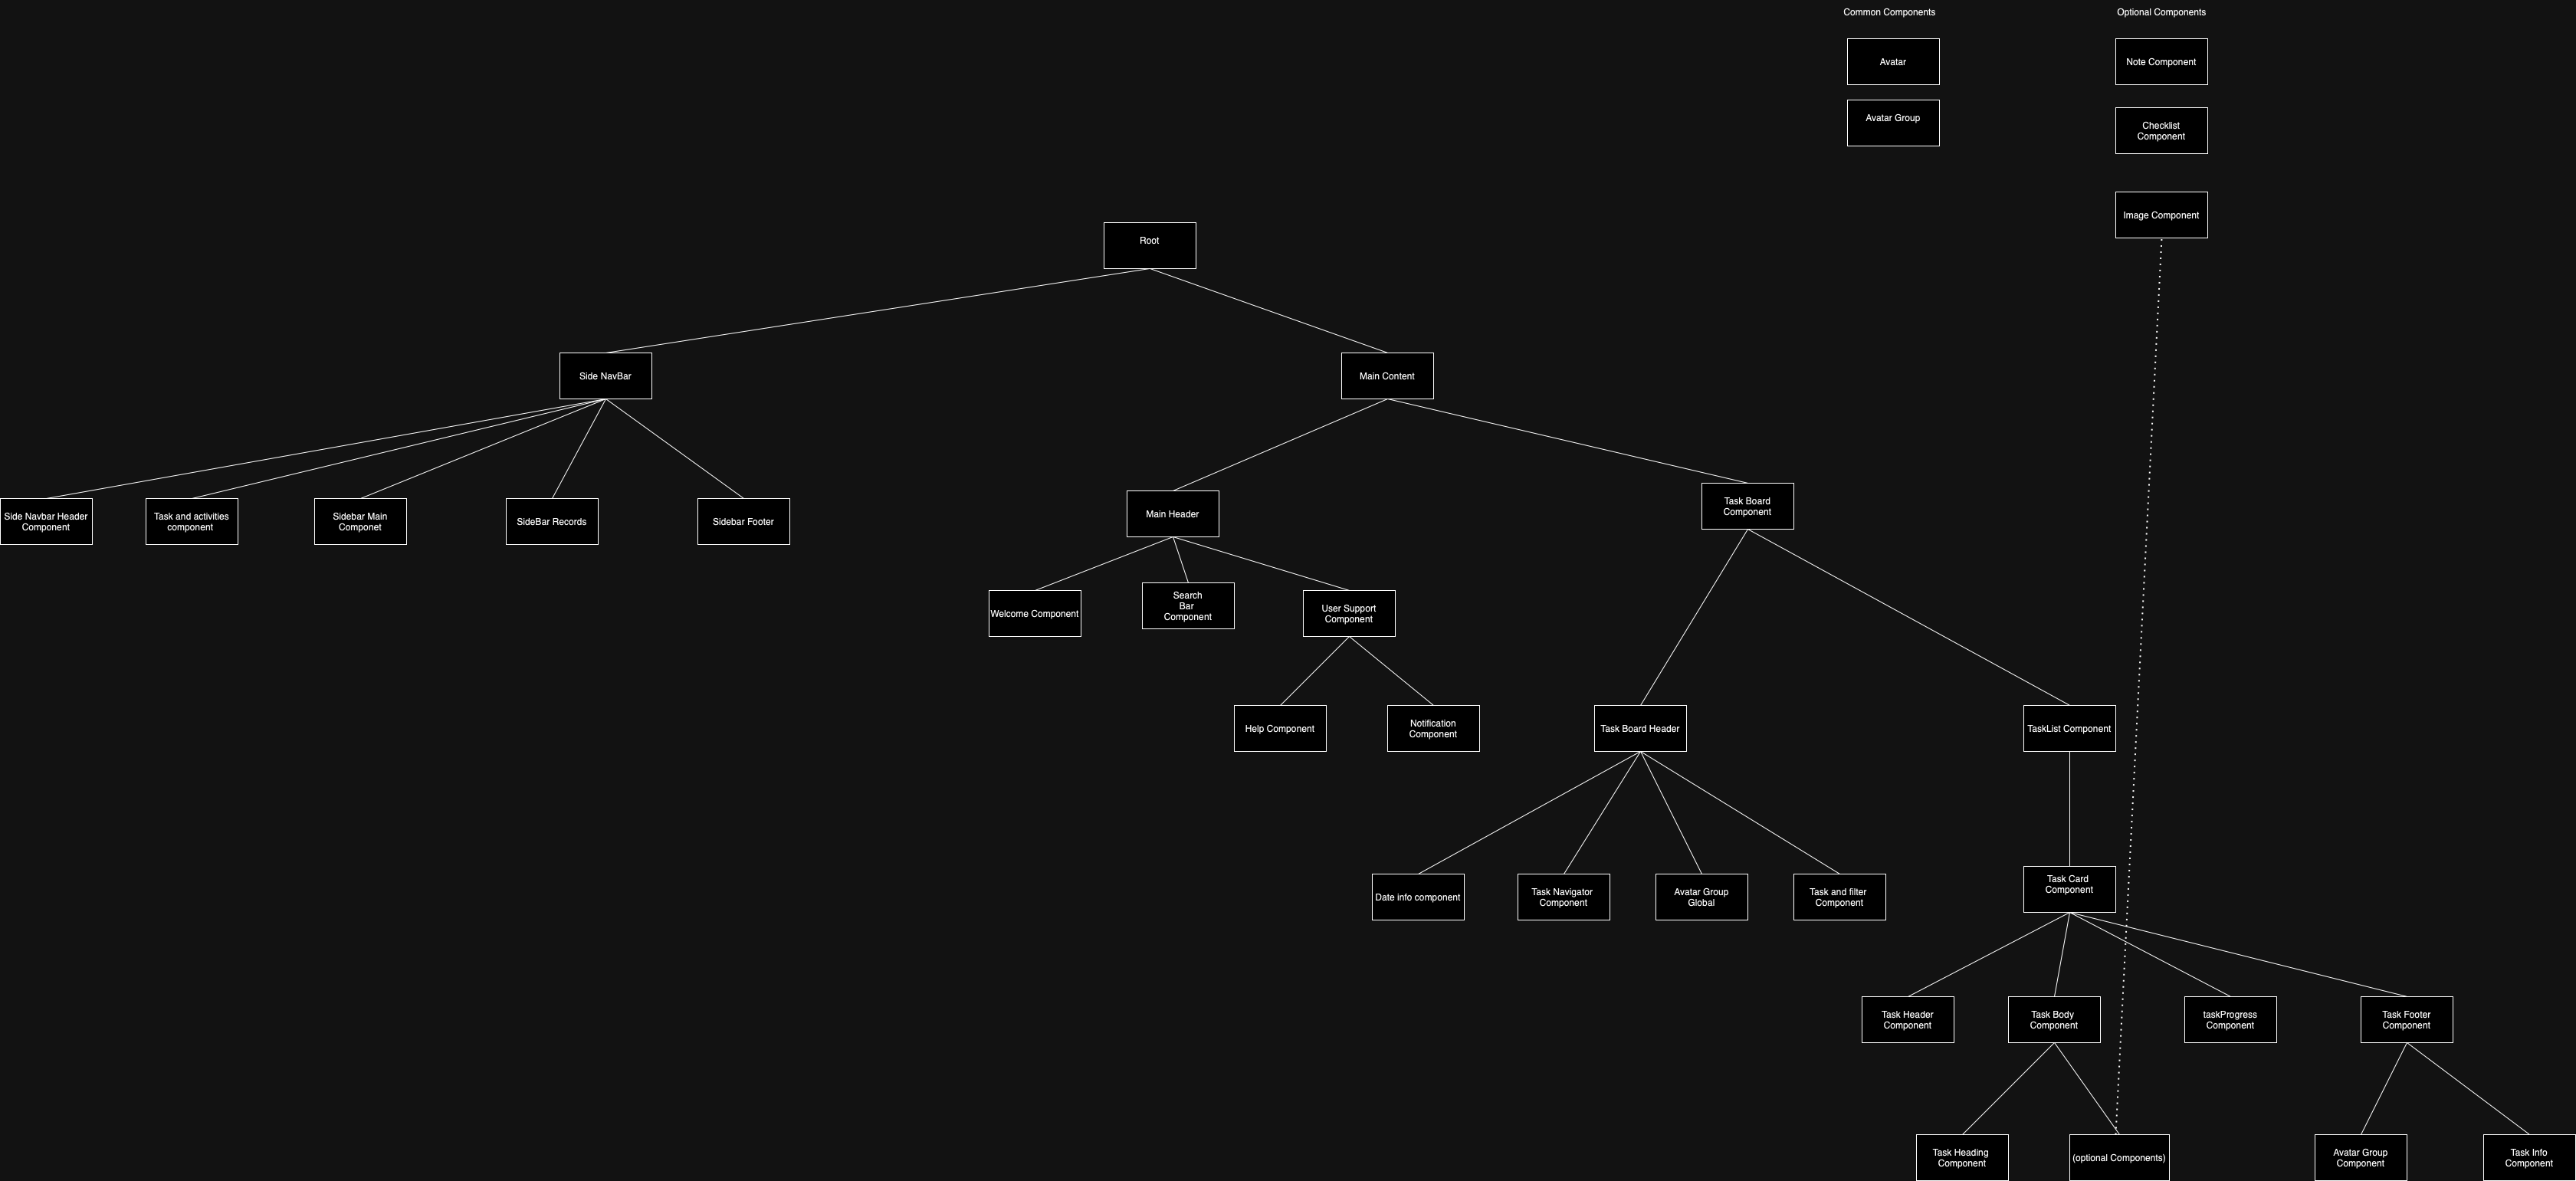 Common Components
Optional Components
Avatar
Note Component
Avatar Group
Checklist
Component
Image Component
Root
Side NavBar
Main Content
Side Navbar Header
Component
Task and activities
component
Sidebar Main
Componet
SideBar Records
Sidebar Footer
Main Header
Task Board
Component
Welcome Component
Search
Bar
Component
User Support
Component
Help Component
Notification
Component
Task Board Header
TaskList Component
Date info component
Task Navigator
Component
Avatar Group
Global
Task and filter
Component
Task Card
Component
Task Header
Component
Task Body
Component
taskProgress
Component
Task Footer
Component
Task Heading
Component
(optional Components)
Avatar Group
Component
Task Info
Component